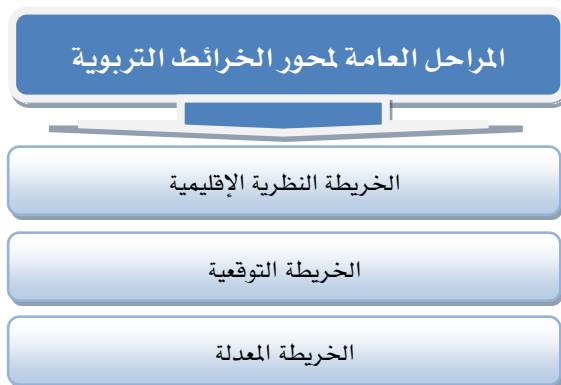 المراحل العامة لمحور الخرائط التربوية
الخريطة النظرية الإقليمية
الخريطة التوقعية
الخريطة المعدلة